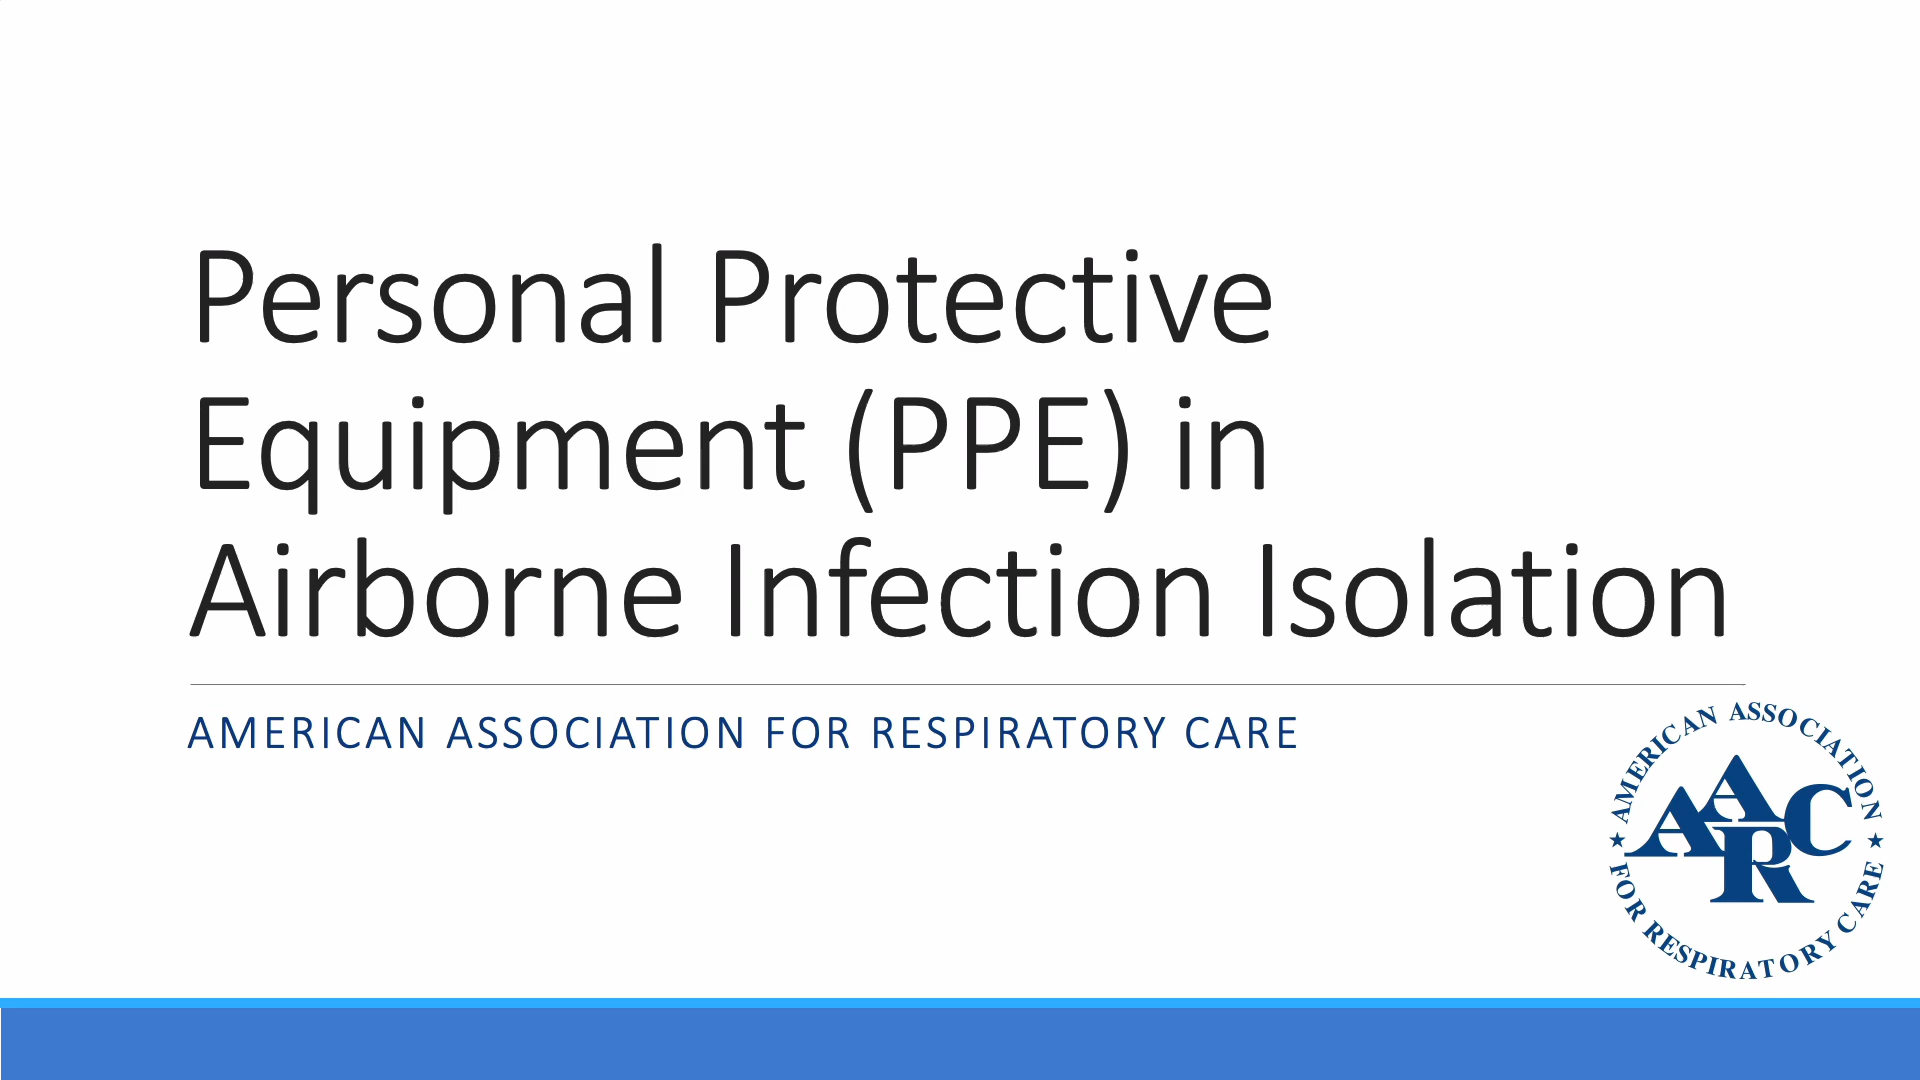 Personal Protective
Equipment (PPE) in
Airborne Infection Isolation
AMERICAN ASSOCIATION FOR RESPIRATORY CARE
AMERICAN ASSOCIATION
AARC
★ FOR RESPIRATORY CARE ★